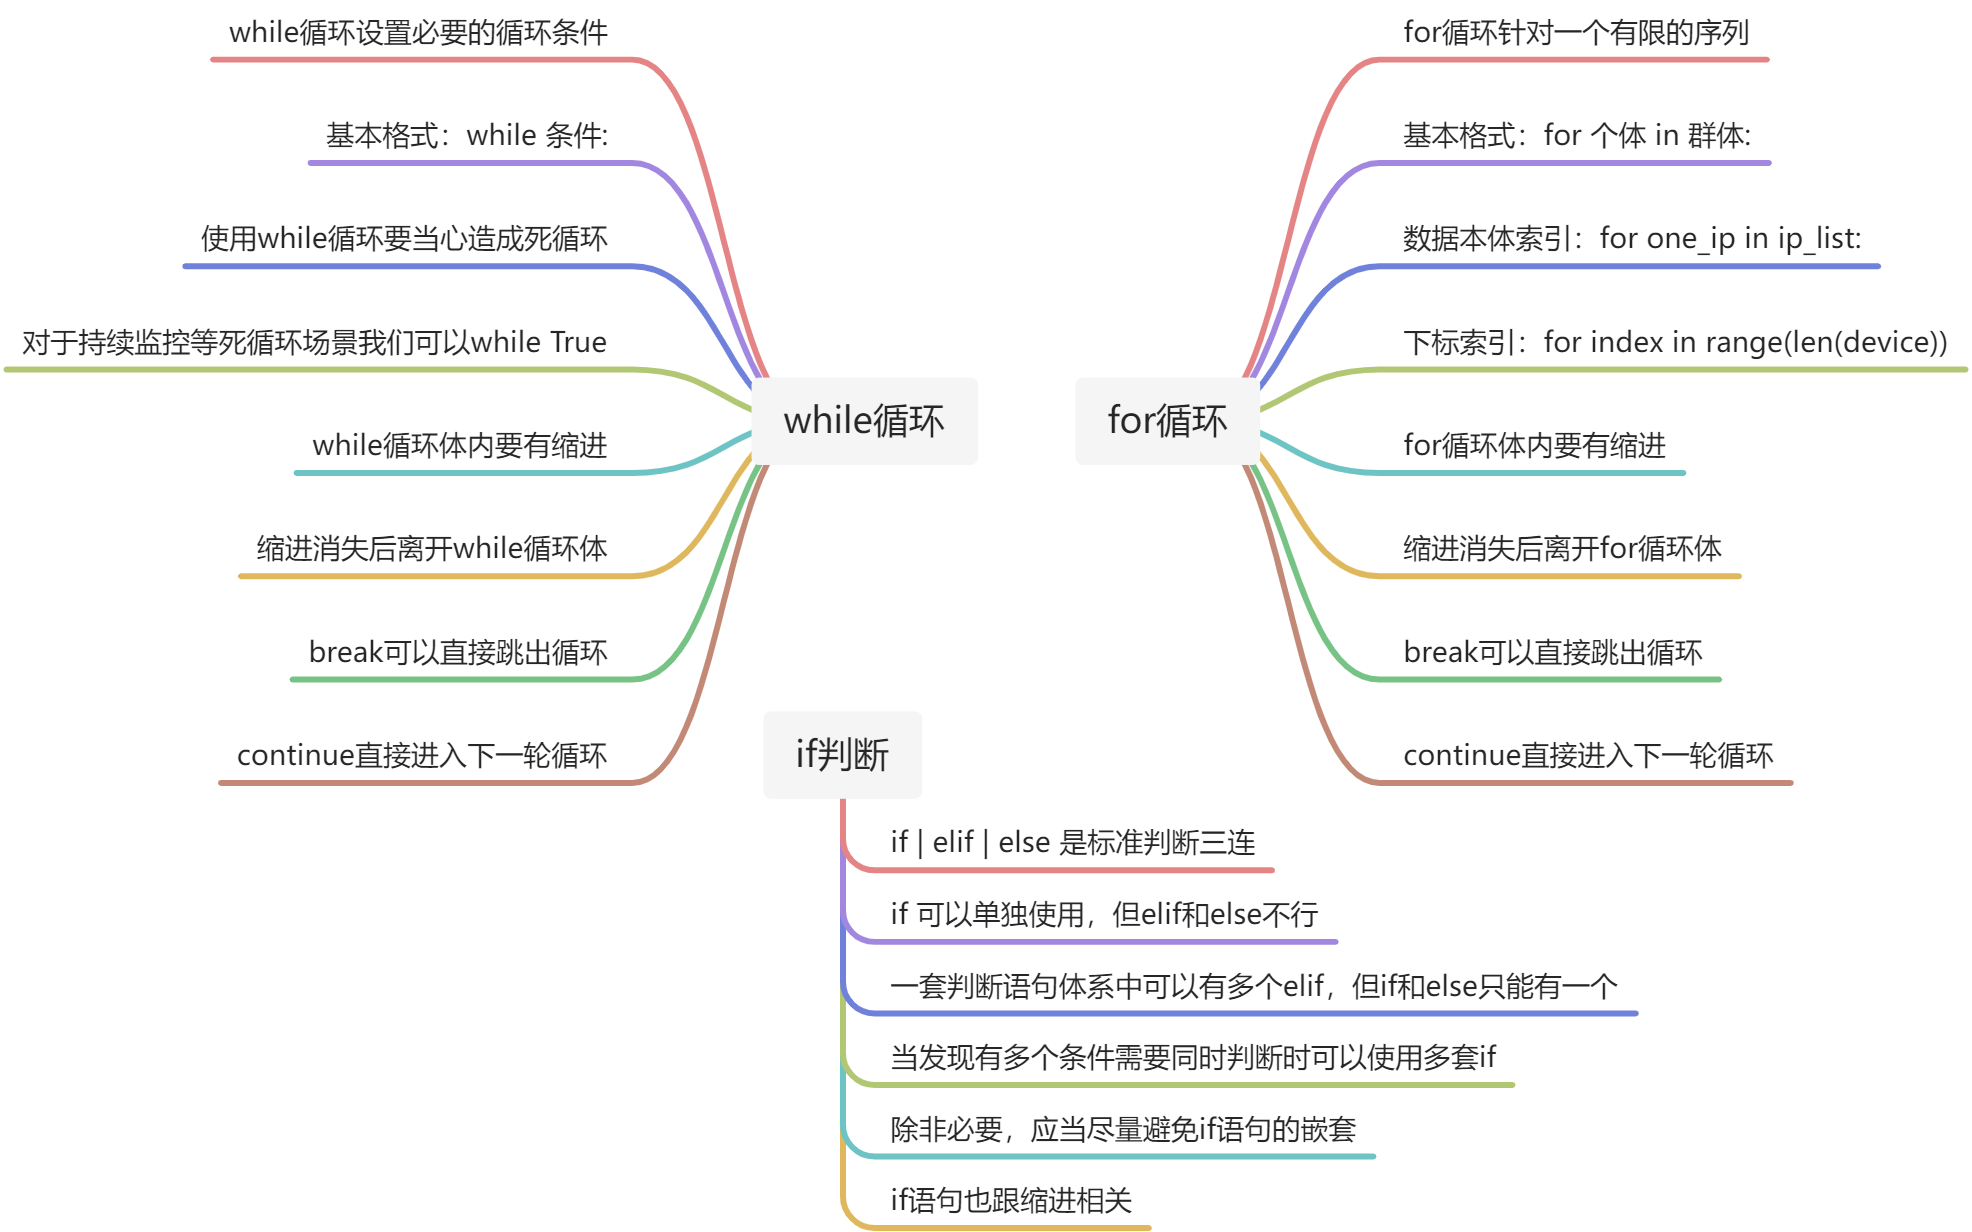 while循环
while循环设置必要的循环条件
基本格式：while 条件:
使用while循环要当心造成死循环
对于持续监控等死循环场景我们可以while True
while循环体内要有缩进
缩进消失后离开while循环体
break可以直接跳出循环
continue直接进入下一轮循环
for循环
for循环针对一个有限的序列
基本格式：for 个体 in 群体:
数据本体索引：for one_ip in ip_list:
下标索引：for index in range(len(device))
for循环体内要有缩进
缩进消失后离开for循环体
break可以直接跳出循环
continue直接进入下一轮循环
if判断
if | elif | else 是标准判断三连
if 可以单独使用，但elif和else不行
一套判断语句体系中可以有多个elif，但if和else只能有一个
当发现有多个条件需要同时判断时可以使用多套if
除非必要，应当尽量避免if语句的嵌套
if语句也跟缩进相关